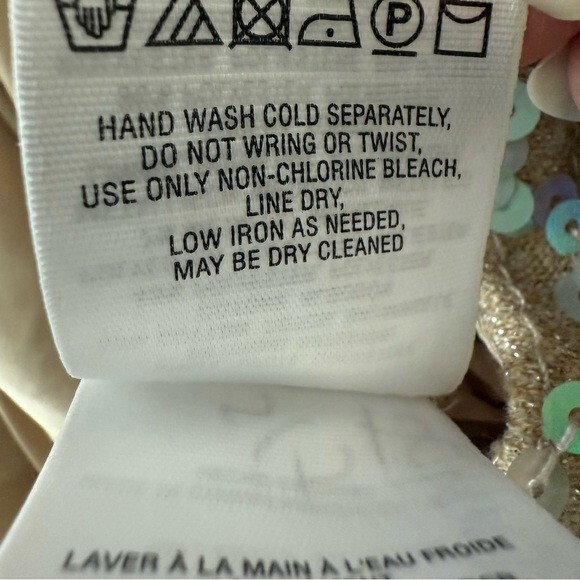 P
HAND WASH COLD SEPARATELY,
DO NOT WRING OR TWIST,
USE ONLY NON-CHLORINE BLEACH,
LINE DRY,
LOW IRON AS NEEDED,
MAY BE DRY CLEANED
LAVER À LA MAIN À L'EAU FROIDE